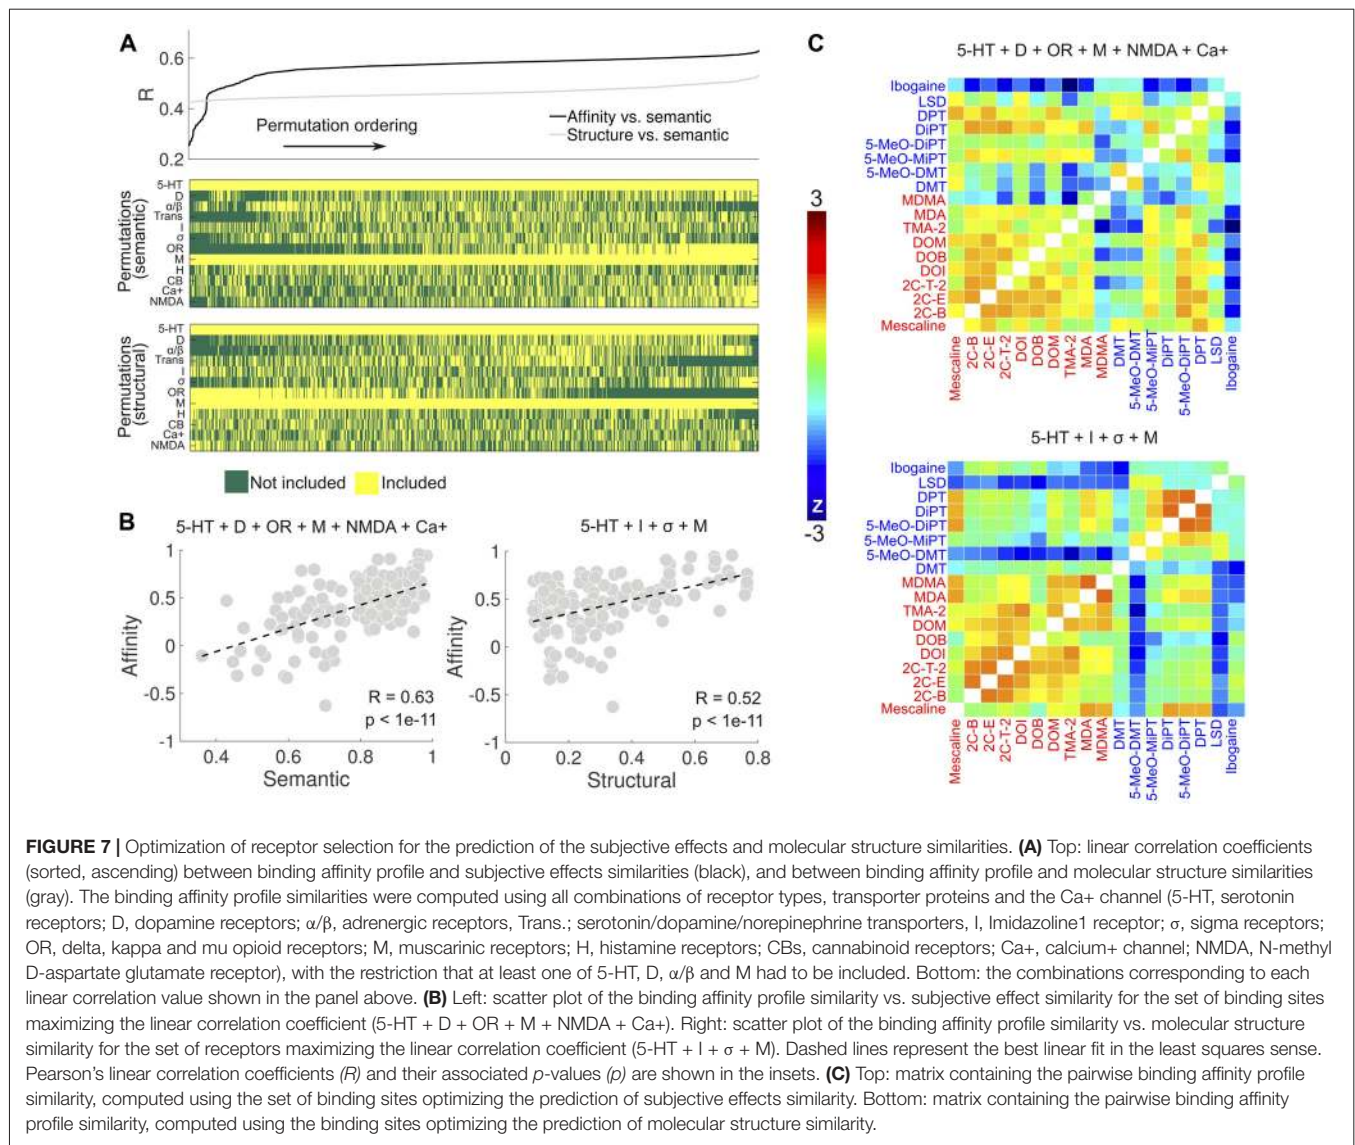 A
R
0.6
0.4
0.2
Permutation ordering
Affinity vs. semantic
Structure vs. semantic
Permutations
(semantic)
5-HT
D
α/β
Trans
I
σ
OR
M
H
CB
Ca+
NMDA
Permutations
(structural)
5-HT
D
α/β
Trans
I
σ
OR
M
H
CB
Ca+
NMDA
Not included
Included
B
5-HT + D + OR + M + NMDA + Ca+
Affinity
1
0.5
0
-0.5
-1
R = 0.63
p < 1e-11
0.4
0.6
0.8
1
Semantic
5-HT + I + σ + M
Affinity
1
0.5
0
-0.5
-1
R = 0.52
p < 1e-11
0
0.2
0.4
0.6
0.8
Structural
C
3
z
-3
5-HT + D + OR + M + NMDA + Ca+
Ibogaine
LSD
DPT
DiPT
5-MeO-DiPT
5-MeO-MiPT
5-MeO-DMT
DMT
MDMA
MDA
TMA-2
DOM
DOB
DOI
2C-T-2
2C-E
2C-B
Mescaline
Mescaline
2C-B
2C-E
2C-T-2
DOI
DOB
DOM
TMA-2
MDA
MDMA
DMT
5-MeO-DMT
5-MeO-MiPT
DiPT
5-MeO-DiPT
DPT
LSD
Ibogaine
5-HT + I + σ + M
Ibogaine
LSD
DPT
DiPT
5-MeO-DiPT
5-MeO-MiPT
5-MeO-DMT
DMT
MDMA
MDA
TMA-2
DOM
DOB
DOI
2C-T-2
2C-E
2C-B
Mescaline
Mescaline
2C-B
2C-E
2C-T-2
DOI
DOB
DOM
TMA-2
MDA
MDMA
DMT
5-MeO-DMT
5-MeO-MiPT
DiPT
5-MeO-DiPT
DPT
LSD
Ibogaine
FIGURE 7 | Optimization of receptor selection for the prediction of the subjective effects and molecular structure similarities. (A) Top: linear correlation coefficients
(sorted, ascending) between binding affinity profile and subjective effects similarities (black), and between binding affinity profile and molecular structure similarities
(gray). The binding affinity profile similarities were computed using all combinations of receptor types, transporter proteins and the Ca+ channel (5-HT, serotonin
receptors; D, dopamine receptors; α/β, adrenergic receptors, Trans.; serotonin/dopamine/norepinephrine transporters, I, Imidazoline1 receptor; σ, sigma receptors;
OR, delta, kappa and mu opioid receptors; M, muscarinic receptors; H, histamine receptors; CBs, cannabinoid receptors; Ca+, calcium+ channel; NMDA, N-methyl
D-aspartate glutamate receptor), with the restriction that at least one of 5-HT, D, α/β and M had to be included. Bottom: the combinations corresponding to each
linear correlation value shown in the panel above. (B) Left: scatter plot of the binding affinity profile similarity vs. subjective effect similarity for the set of binding sites
maximizing the linear correlation coefficient (5-HT + D + OR + M + NMDA + Ca+). Right: scatter plot of the binding affinity profile similarity vs. molecular structure
similarity for the set of receptors maximizing the linear correlation coefficient (5-HT + I + σ + M). Dashed lines represent the best linear fit in the least squares sense.
Pearson's linear correlation coefficients (R) and their associated p-values (p) are shown in the insets. (C) Top: matrix containing the pairwise binding affinity profile
similarity, computed using the set of binding sites optimizing the prediction of subjective effects similarity. Bottom: matrix containing the pairwise binding affinity
profile similarity, computed using the binding sites optimizing the prediction of molecular structure similarity.